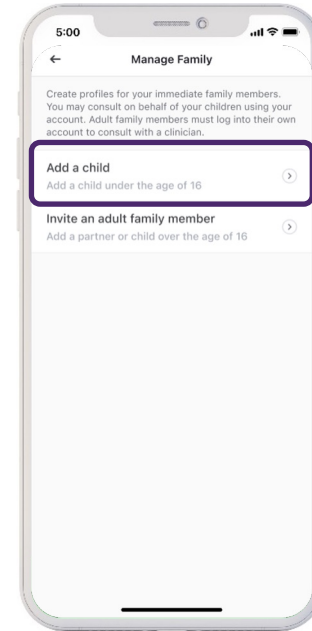 5:00
Manage Family
Create profiles for your immediate family members.
You may consult on behalf of your children using your
account. Adult family members must log into their own
account to consult with a clinician.
Add a child
Add a child under the age of 16
Invite an adult family member
Add a partner or child over the age of 16